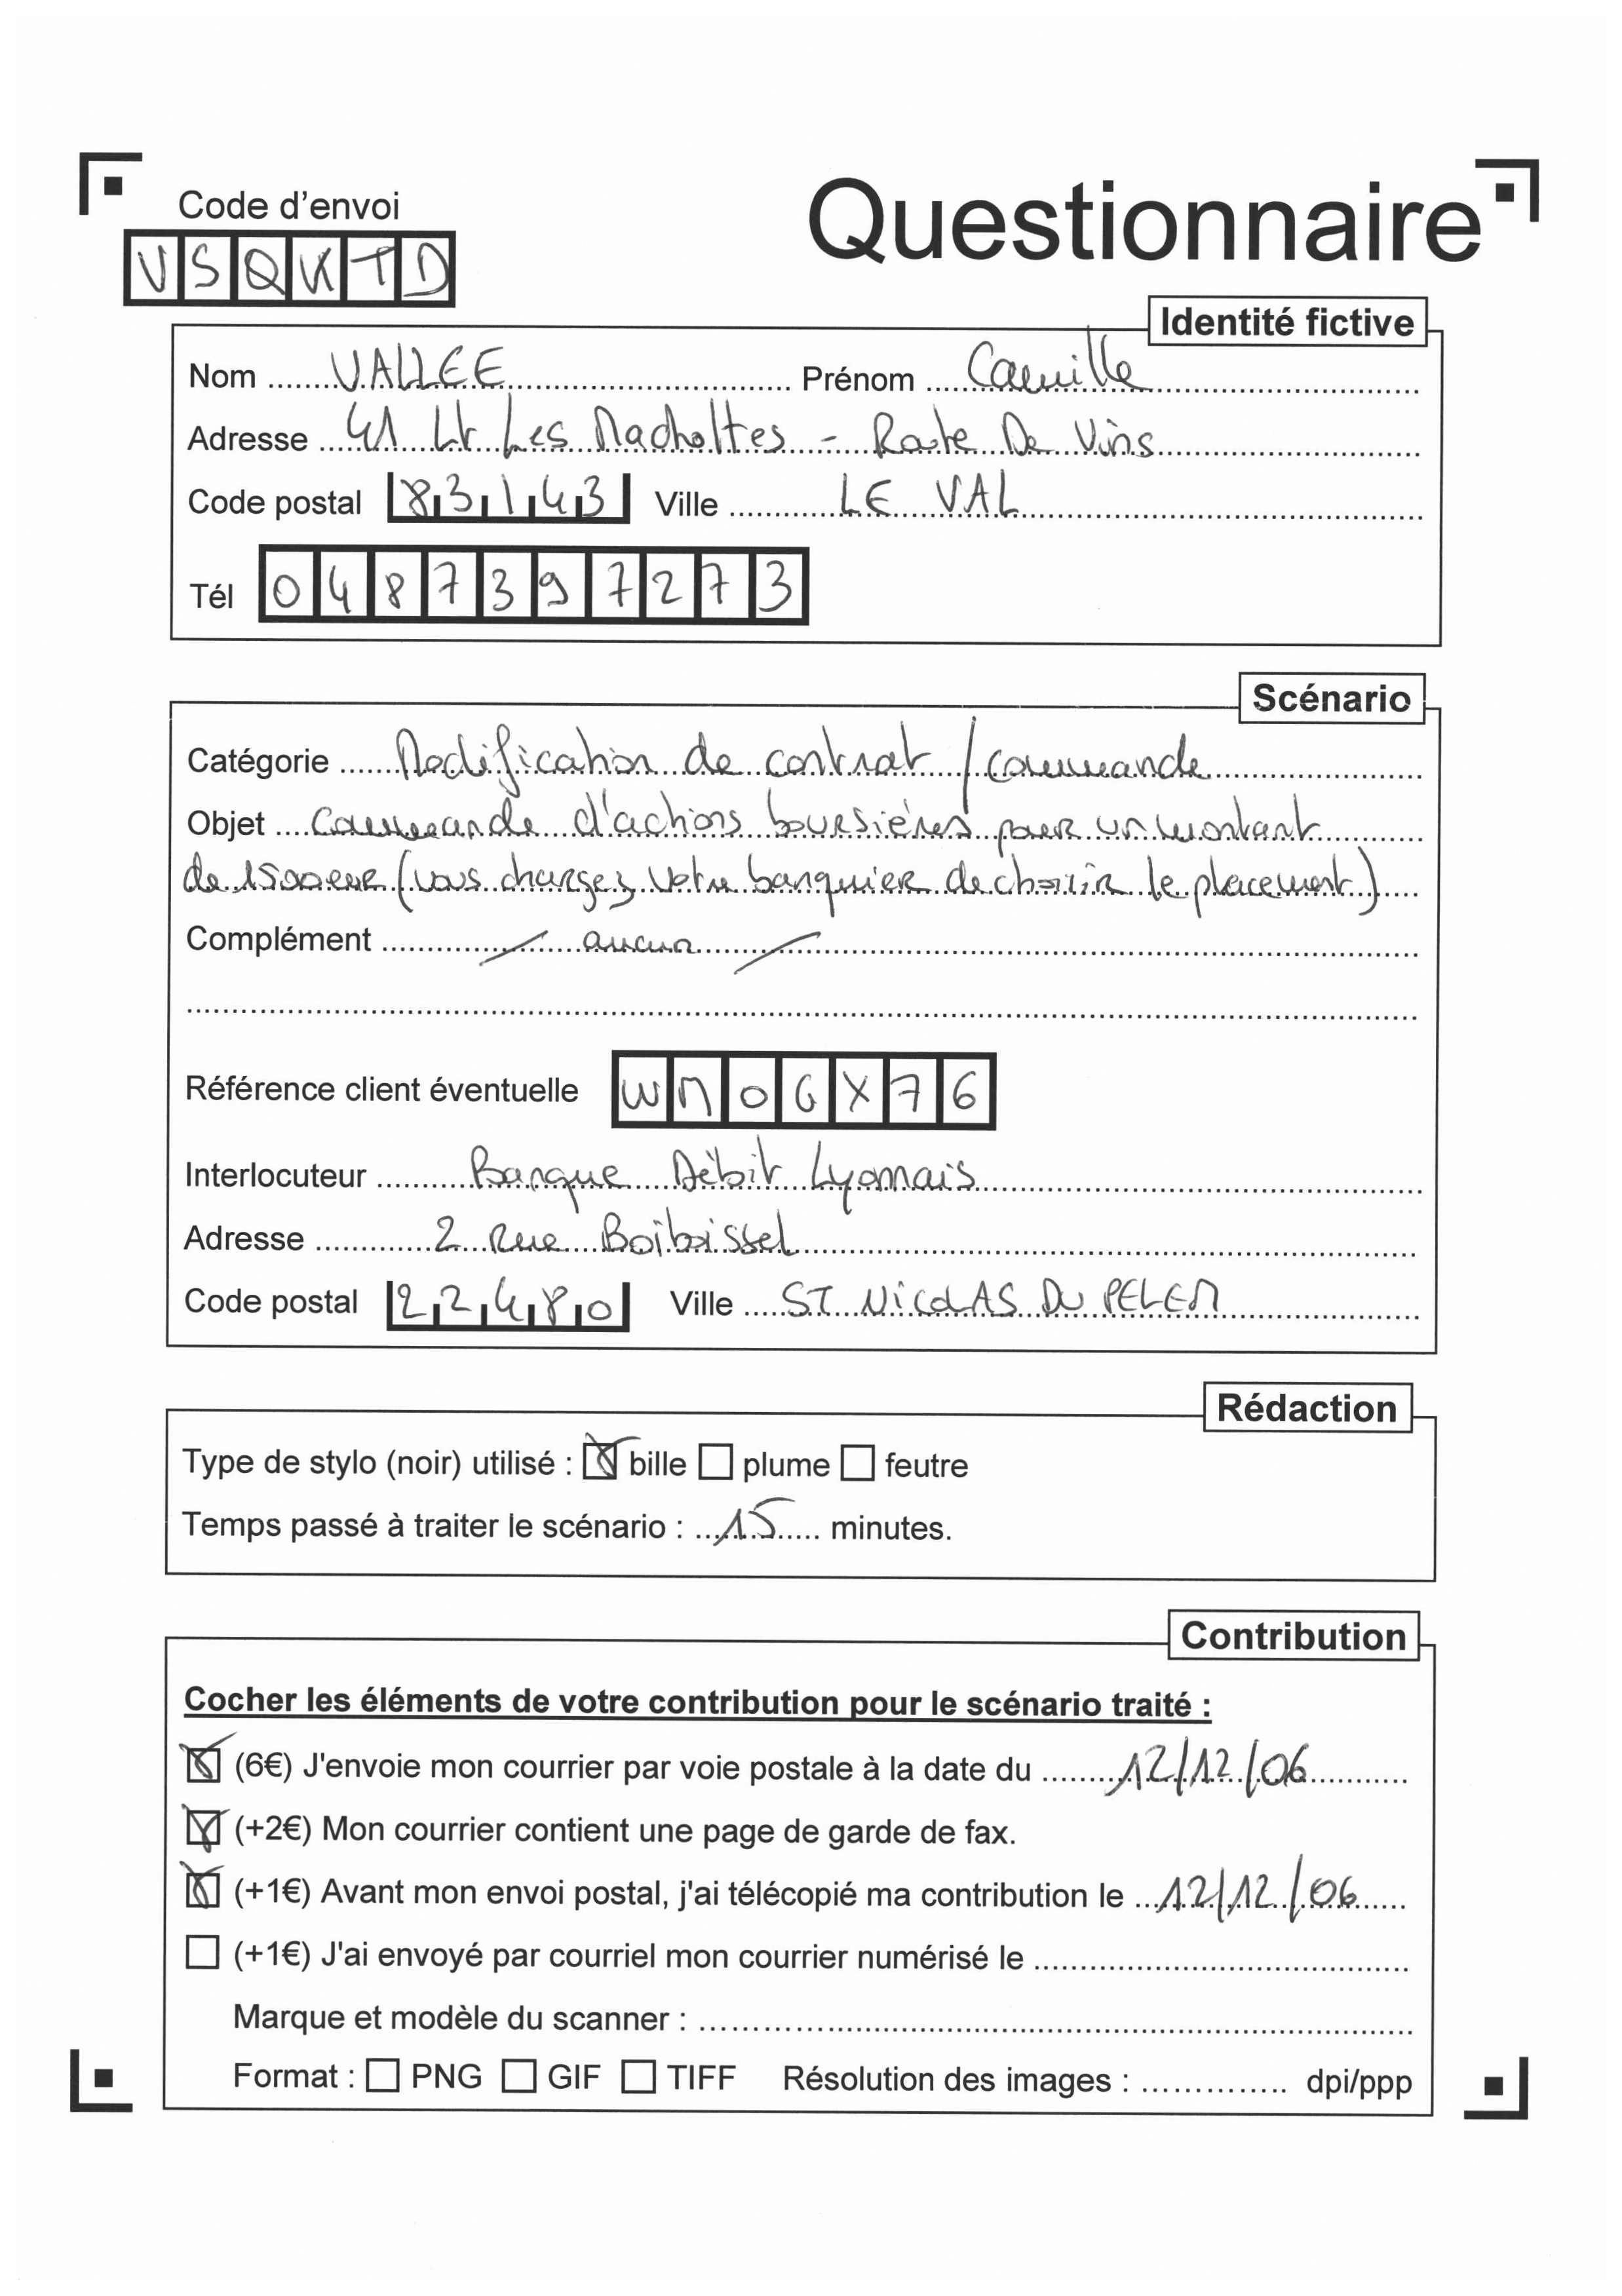 Code d'envoi
Questionnaire
VSQKTD
Identité fictive
Nom VALLEE Prénom Camille
Adresse 41 Lt Les Macholtes - Route De Vins
Code postal 83143 Ville LE VAL
Tél 0487397273
Scénario
Catégorie Modification de contrat / commande
Objet Commande d'actions boursières pour un montant
de 1500 eur (vous chargez votre banquier de choisir le placement)
Complément aucun
Référence client éventuelle WMOGX76
Interlocuteur Banque Débit Lyonnais
Adresse 2 Rue Boiboissel
Code postal 22480 Ville ST NICOLAS DU PELEM
Rédaction
Type de stylo (noir) utilisé : bille plume feutre
Temps passé à traiter le scénario : 15 minutes.
Contribution
Cocher les éléments de votre contribution pour le scénario traité :
(6€) J'envoie mon courrier par voie postale à la date du 12/12/06
(+2€) Mon courrier contient une page de garde de fax.
(+1€) Avant mon envoi postal, j'ai télécopié ma contribution le 12/12/06
(+1€) J'ai envoyé par courriel mon courrier numérisé le
Marque et modèle du scanner :
Format : PNG GIF TIFF Résolution des images : dpi/ppp